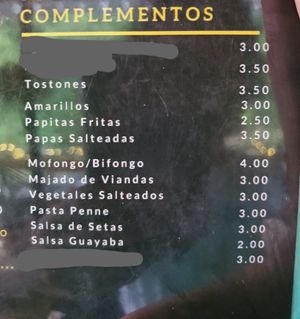 COMPLEMENTOS
3.00
3.50
Tostones 3.50
Amarillos 3.00
Papitas Fritas 2.50
Papas Salteadas 3.50
Mofongo/Bifongo 4.00
Majado de Viandas 3.00
Vegetales Salteados 3.00
Pasta Penne 3.00
Salsa de Setas 3.00
Salsa Guayaba 2.00
3.00